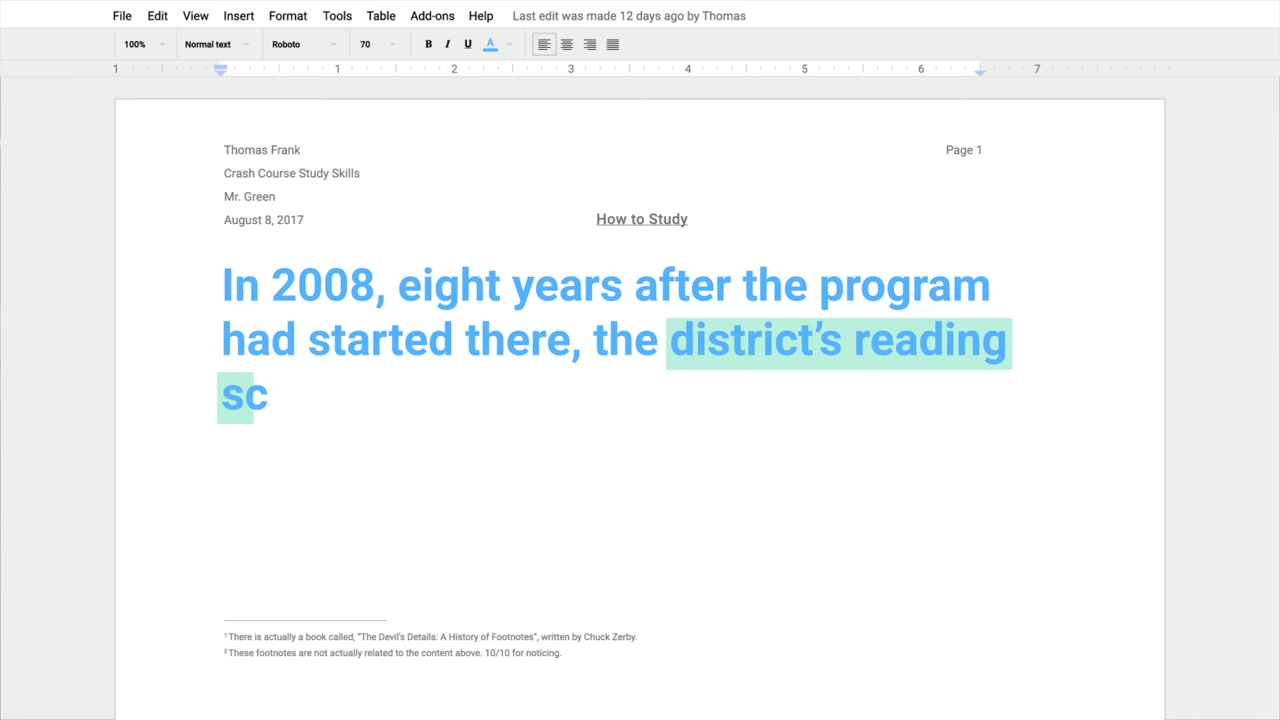 File Edit View Insert Format Tools Table Add-ons Help Last edit was made 12 days ago by Thomas
100% Normal text Roboto 70 B I U A
1 1 2 3 4 5 6 7
Thomas Frank Page 1
Crash Course Study Skills
Mr. Green
August 8, 2017 How to Study
In 2008, eight years after the program
had started there, the district’s reading
sc
¹ There is actually a book called, “The Devil's Details: A History of Footnotes”, written by Chuck Zerby.
² These footnotes are not actually related to the content above. 10/10 for noticing.